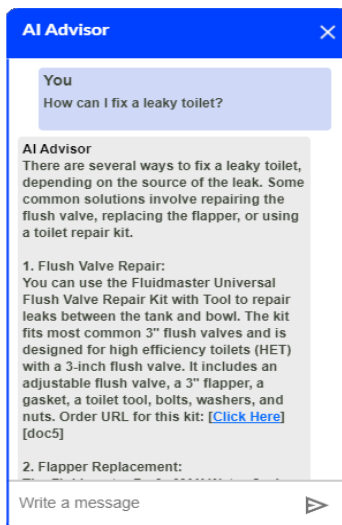 AI Advisor
You
How can I fix a leaky toilet?
AI Advisor
There are several ways to fix a leaky toilet,
depending on the source of the leak. Some
common solutions involve repairing the
flush valve, replacing the flapper, or using
a toilet repair kit.
1. Flush Valve Repair:
You can use the Fluidmaster Universal
Flush Valve Repair Kit with Tool to repair
leaks between the tank and bowl. The kit
fits most common 3" flush valves and is
designed for high efficiency toilets (HET)
with a 3-inch flush valve. It includes an
adjustable flush valve, a 3" flapper, a
gasket, a toilet tool, bolts, washers, and
nuts. Order URL for this kit: [Click Here]
[doc5]
2. Flapper Replacement:
Write a message